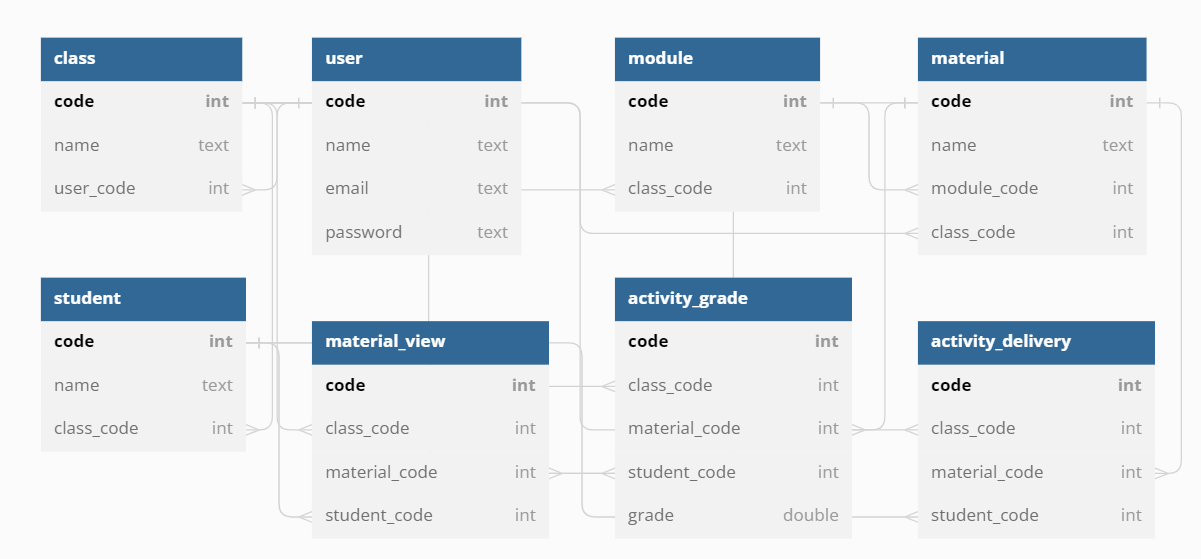 class
code int
name text
user_code int
user
code int
name text
email text
password text
module
code int
name text
class_code int
material
code int
name text
module_code int
class_code int
student
code int
name text
class_code int
material_view
code int
class_code int
material_code int
student_code int
activity_grade
code int
class_code int
material_code int
student_code int
grade double
activity_delivery
code int
class_code int
material_code int
student_code int